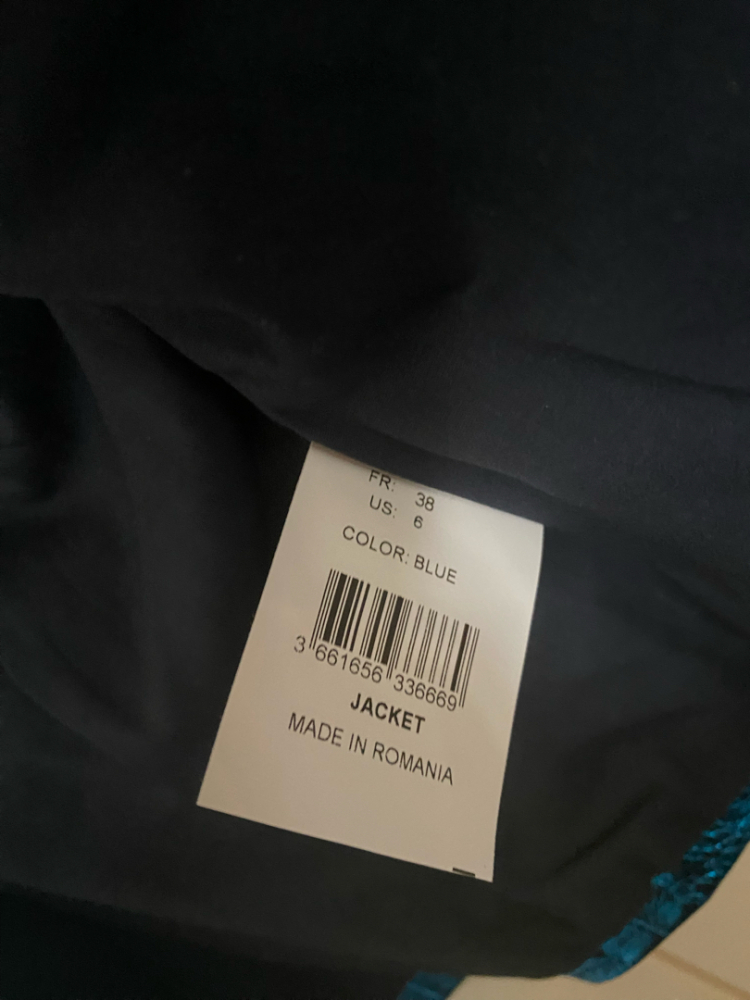 FR: 38
US: 6
COLOR: BLUE
3 661656 336669
JACKET
MADE IN ROMANIA